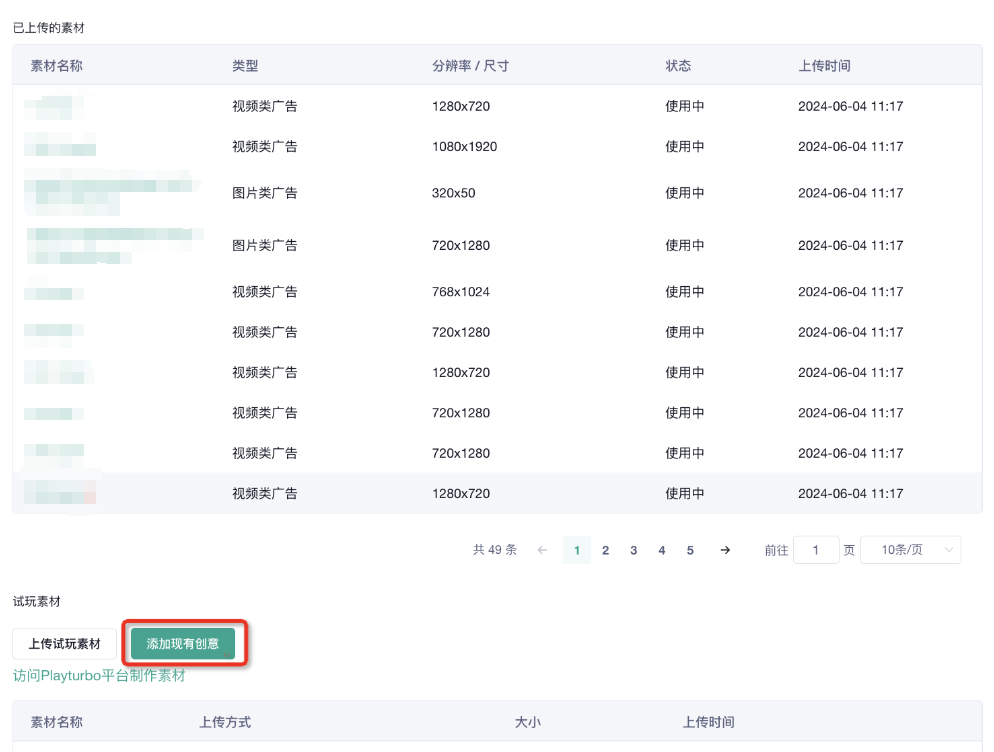 已上传的素材
素材名称 类型 分辨率 / 尺寸 状态 上传时间
视频类广告 1280x720 使用中 2024-06-04 11:17
视频类广告 1080x1920 使用中 2024-06-04 11:17
图片类广告 320x50 使用中 2024-06-04 11:17
图片类广告 720x1280 使用中 2024-06-04 11:17
视频类广告 768x1024 使用中 2024-06-04 11:17
视频类广告 720x1280 使用中 2024-06-04 11:17
视频类广告 1280x720 使用中 2024-06-04 11:17
视频类广告 720x1280 使用中 2024-06-04 11:17
视频类广告 720x1280 使用中 2024-06-04 11:17
视频类广告 1280x720 使用中 2024-06-04 11:17
共 49 条 ← 1 2 3 4 5 → 前往 1 页 10条/页
试玩素材
上传试玩素材 添加现有创意
访问Playturbo平台制作素材
素材名称 上传方式 大小 上传时间